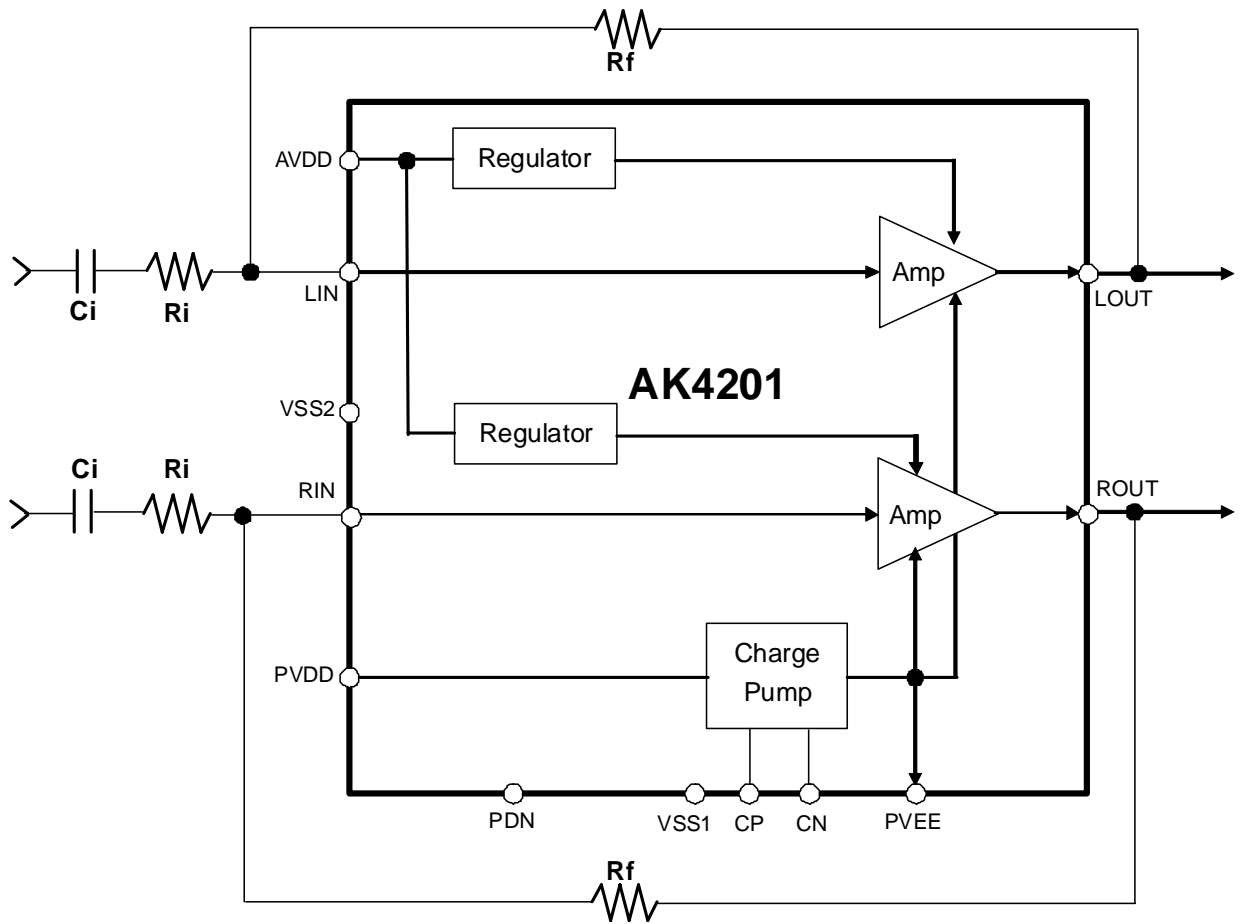 Rf
AVDD
Regulator
Amp
Ci
Ri
LIN
LOUT
AK4201
VSS2
Regulator
Ci
Ri
RIN
Amp
ROUT
PVDD
Charge
Pump
PDN
VSS1
CP
CN
PVEE
Rf